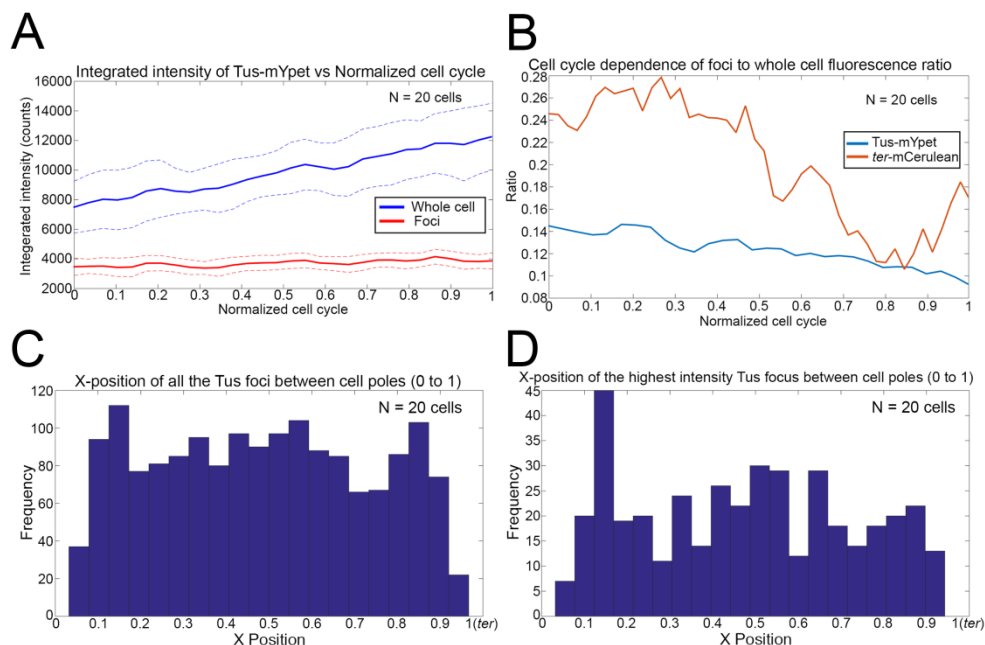 A
Integrated intensity of Tus-mYpet vs Normalized cell cycle
N = 20 cells
16000
14000
12000
10000
8000
6000
4000
2000
Integerated intensity (counts)
Whole cell
Foci
0 0.1 0.2 0.3 0.4 0.5 0.6 0.7 0.8 0.9 1
Normalized cell cycle
B
Cell cycle dependence of foci to whole cell fluorescence ratio
N = 20 cells
0.28
0.26
0.24
0.22
0.2
0.18
0.16
0.14
0.12
0.1
0.08
Ratio
Tus-mYpet
ter-mCerulean
0 0.1 0.2 0.3 0.4 0.5 0.6 0.7 0.8 0.9 1
Normalized cell cycle
C
X-position of all the Tus foci between cell poles (0 to 1)
N = 20 cells
120
100
80
60
40
20
0
Frequency
0 0.1 0.2 0.3 0.4 0.5 0.6 0.7 0.8 0.9 1(ter)
X Position
D
X-position of the highest intensity Tus focus between cell poles (0 to 1)
N = 20 cells
45
40
35
30
25
20
15
10
5
0
Frequency
0 0.1 0.2 0.3 0.4 0.5 0.6 0.7 0.8 0.9 1(ter)
X Position